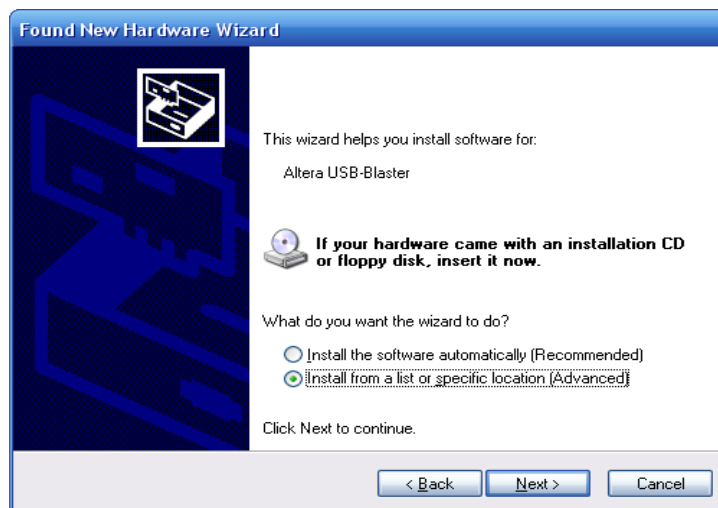 Found New Hardware Wizard
This wizard helps you install software for:
Altera USB-Blaster
If your hardware came with an installation CD
or floppy disk, insert it now.
What do you want the wizard to do?
Install the software automatically (Recommended)
Install from a list or specific location (Advanced)
Click Next to continue.
< Back
Next >
Cancel